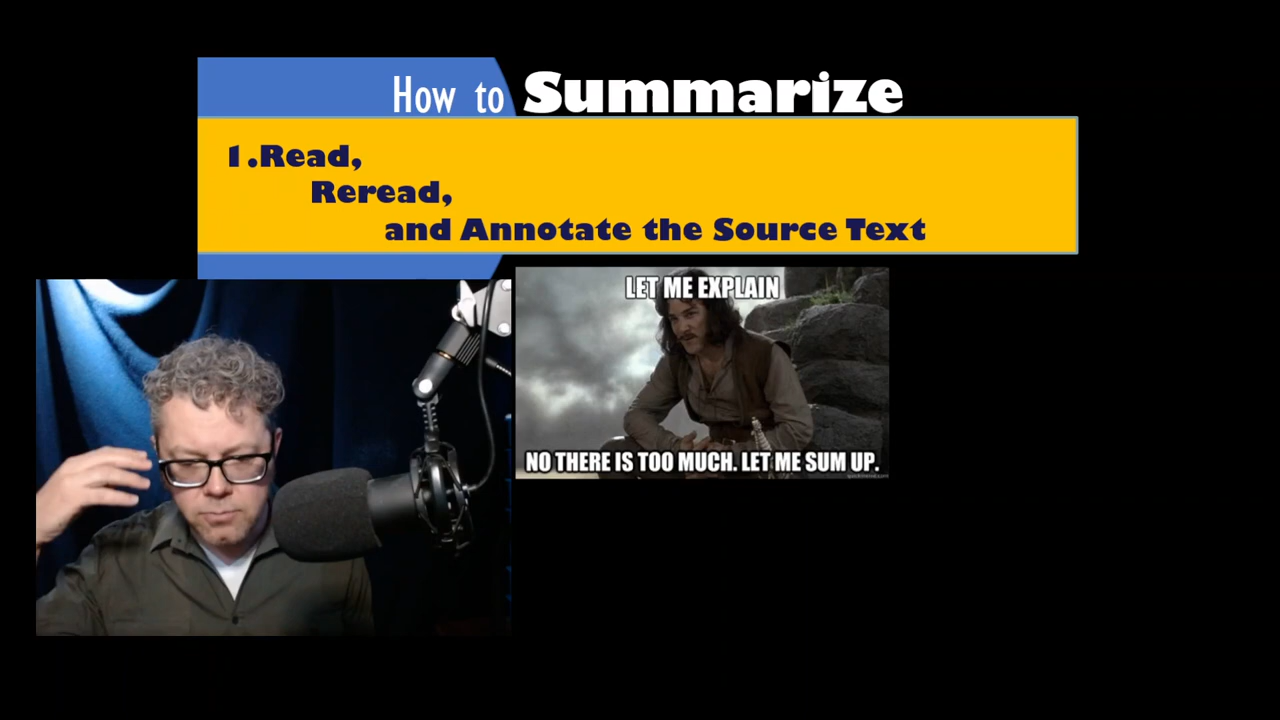 How to Summarize
1.Read,
Reread,
and Annotate the Source Text
LET ME EXPLAIN
NO THERE IS TOO MUCH. LET ME SUM UP.